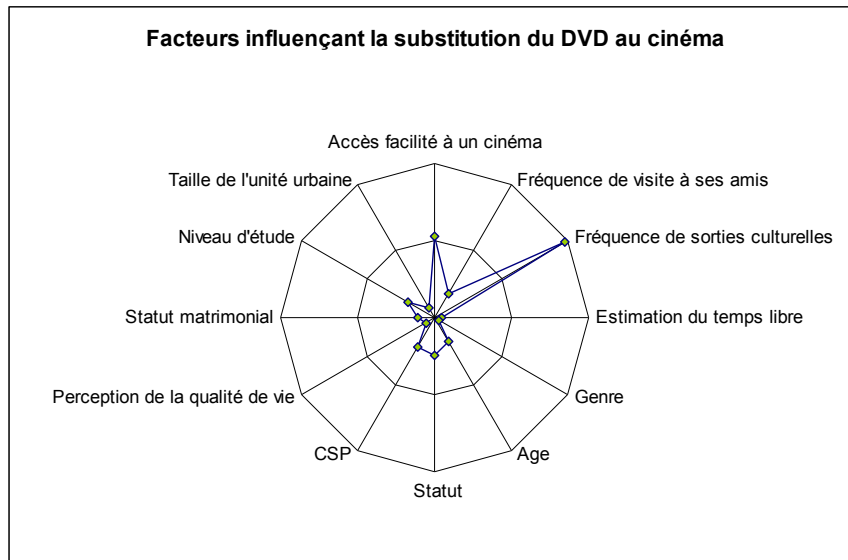 Facteurs influençant la substitution du DVD au cinéma
Accès facilité à un cinéma
Fréquence de visite à ses amis
Fréquence de sorties culturelles
Estimation du temps libre
Genre
Age
Statut
CSP
Perception de la qualité de vie
Statut matrimonial
Niveau d'étude
Taille de l'unité urbaine